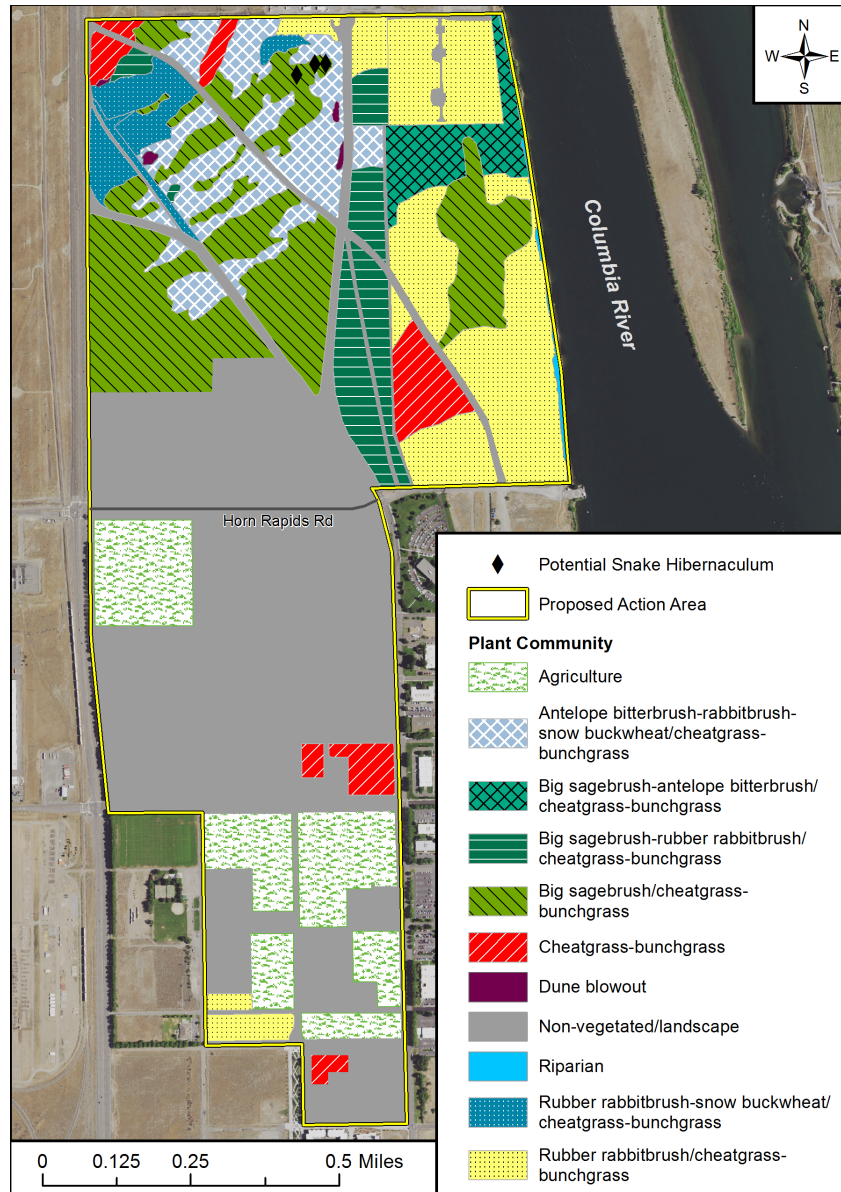 N
W E
S
Columbia River
Horn Rapids Rd
Potential Snake Hibernaculum
Proposed Action Area
Plant Community
Agriculture
Antelope bitterbrush-rabbitbrush-
snow buckwheat/cheatgrass-
bunchgrass
Big sagebrush-antelope bitterbrush/
cheatgrass-bunchgrass
Big sagebrush-rubber rabbitbrush/
cheatgrass-bunchgrass
Big sagebrush/cheatgrass-
bunchgrass
Cheatgrass-bunchgrass
Dune blowout
Non-vegetated/landscape
Riparian
Rubber rabbitbrush-snow buckwheat/
cheatgrass-bunchgrass
Rubber rabbitbrush/cheatgrass-
bunchgrass
0 0.125 0.25 0.5 Miles